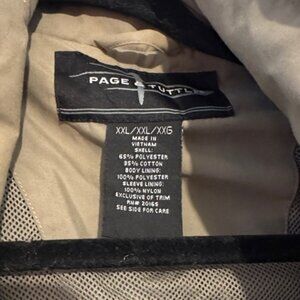 PAGE & TUTTL
XXL/XXL/XXG
MADE IN
VIETNAM
SHELL:
65% POLYESTER
35% COTTON
BODY LINING:
100% POLYESTER
SLEEVE LINING:
100% NYLON
EXCLUSIVE OF TRIM
RN# 20165
SEE SIDE FOR CARE